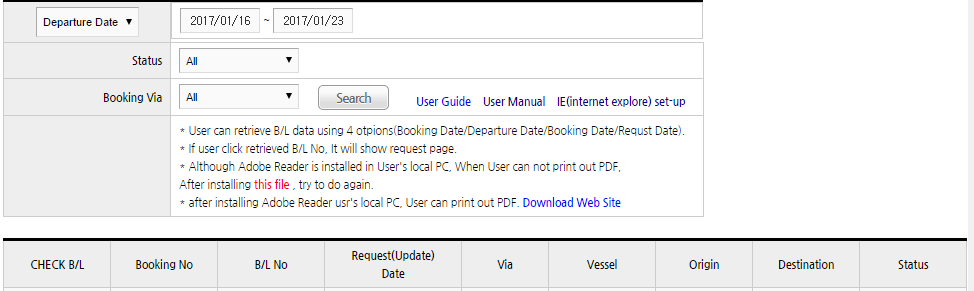 Departure Date ▼ 2017/01/16 ~ 2017/01/23
Status All ▼
Booking Via All ▼ Search User Guide User Manual IE(internet explore) set-up
* User can retrieve B/L data using 4 otpions(Booking Date/Departure Date/Booking Date/Requst Date).
* If user click retrieved B/L No, It will show request page.
* Although Adobe Reader is installed in User's local PC, When User can not print out PDF,
After installing this file , try to do again.
* after installing Adobe Reader usr's local PC, User can print out PDF. Download Web Site
CHECK B/L Booking No B/L No Request(Update) Date Via Vessel Origin Destination Status